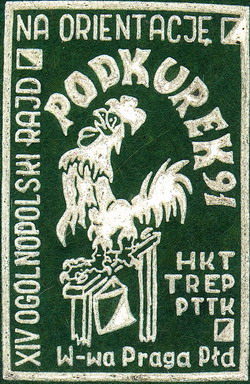 NA ORIENTACJĘ
XIV OGÓLNOPOLSKI RAJD
PODKUREK 91
HKT
TREP
PTTK
W-wa Praga Płd